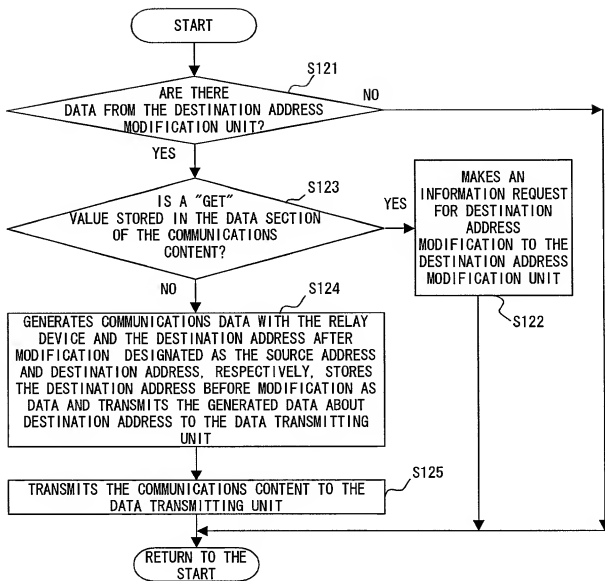 START
S121
ARE THERE
DATA FROM THE DESTINATION ADDRESS
MODIFICATION UNIT?
NO
YES
S123
IS A "GET"
VALUE STORED IN THE DATA SECTION
OF THE COMMUNICATIONS
CONTENT?
YES
MAKES AN
INFORMATION REQUEST
FOR DESTINATION
ADDRESS
MODIFICATION TO THE
DESTINATION ADDRESS
MODIFICATION UNIT
S122
NO
S124
GENERATES COMMUNICATIONS DATA WITH THE RELAY
DEVICE AND THE DESTINATION ADDRESS AFTER
MODIFICATION DESIGNATED AS THE SOURCE ADDRESS
AND DESTINATION ADDRESS, RESPECTIVELY, STORES
THE DESTINATION ADDRESS BEFORE MODIFICATION AS
DATA AND TRANSMITS THE GENERATED DATA ABOUT
DESTINATION ADDRESS TO THE DATA TRANSMITTING
UNIT
S125
TRANSMITS THE COMMUNICATIONS CONTENT TO THE
DATA TRANSMITTING UNIT
RETURN TO THE
START